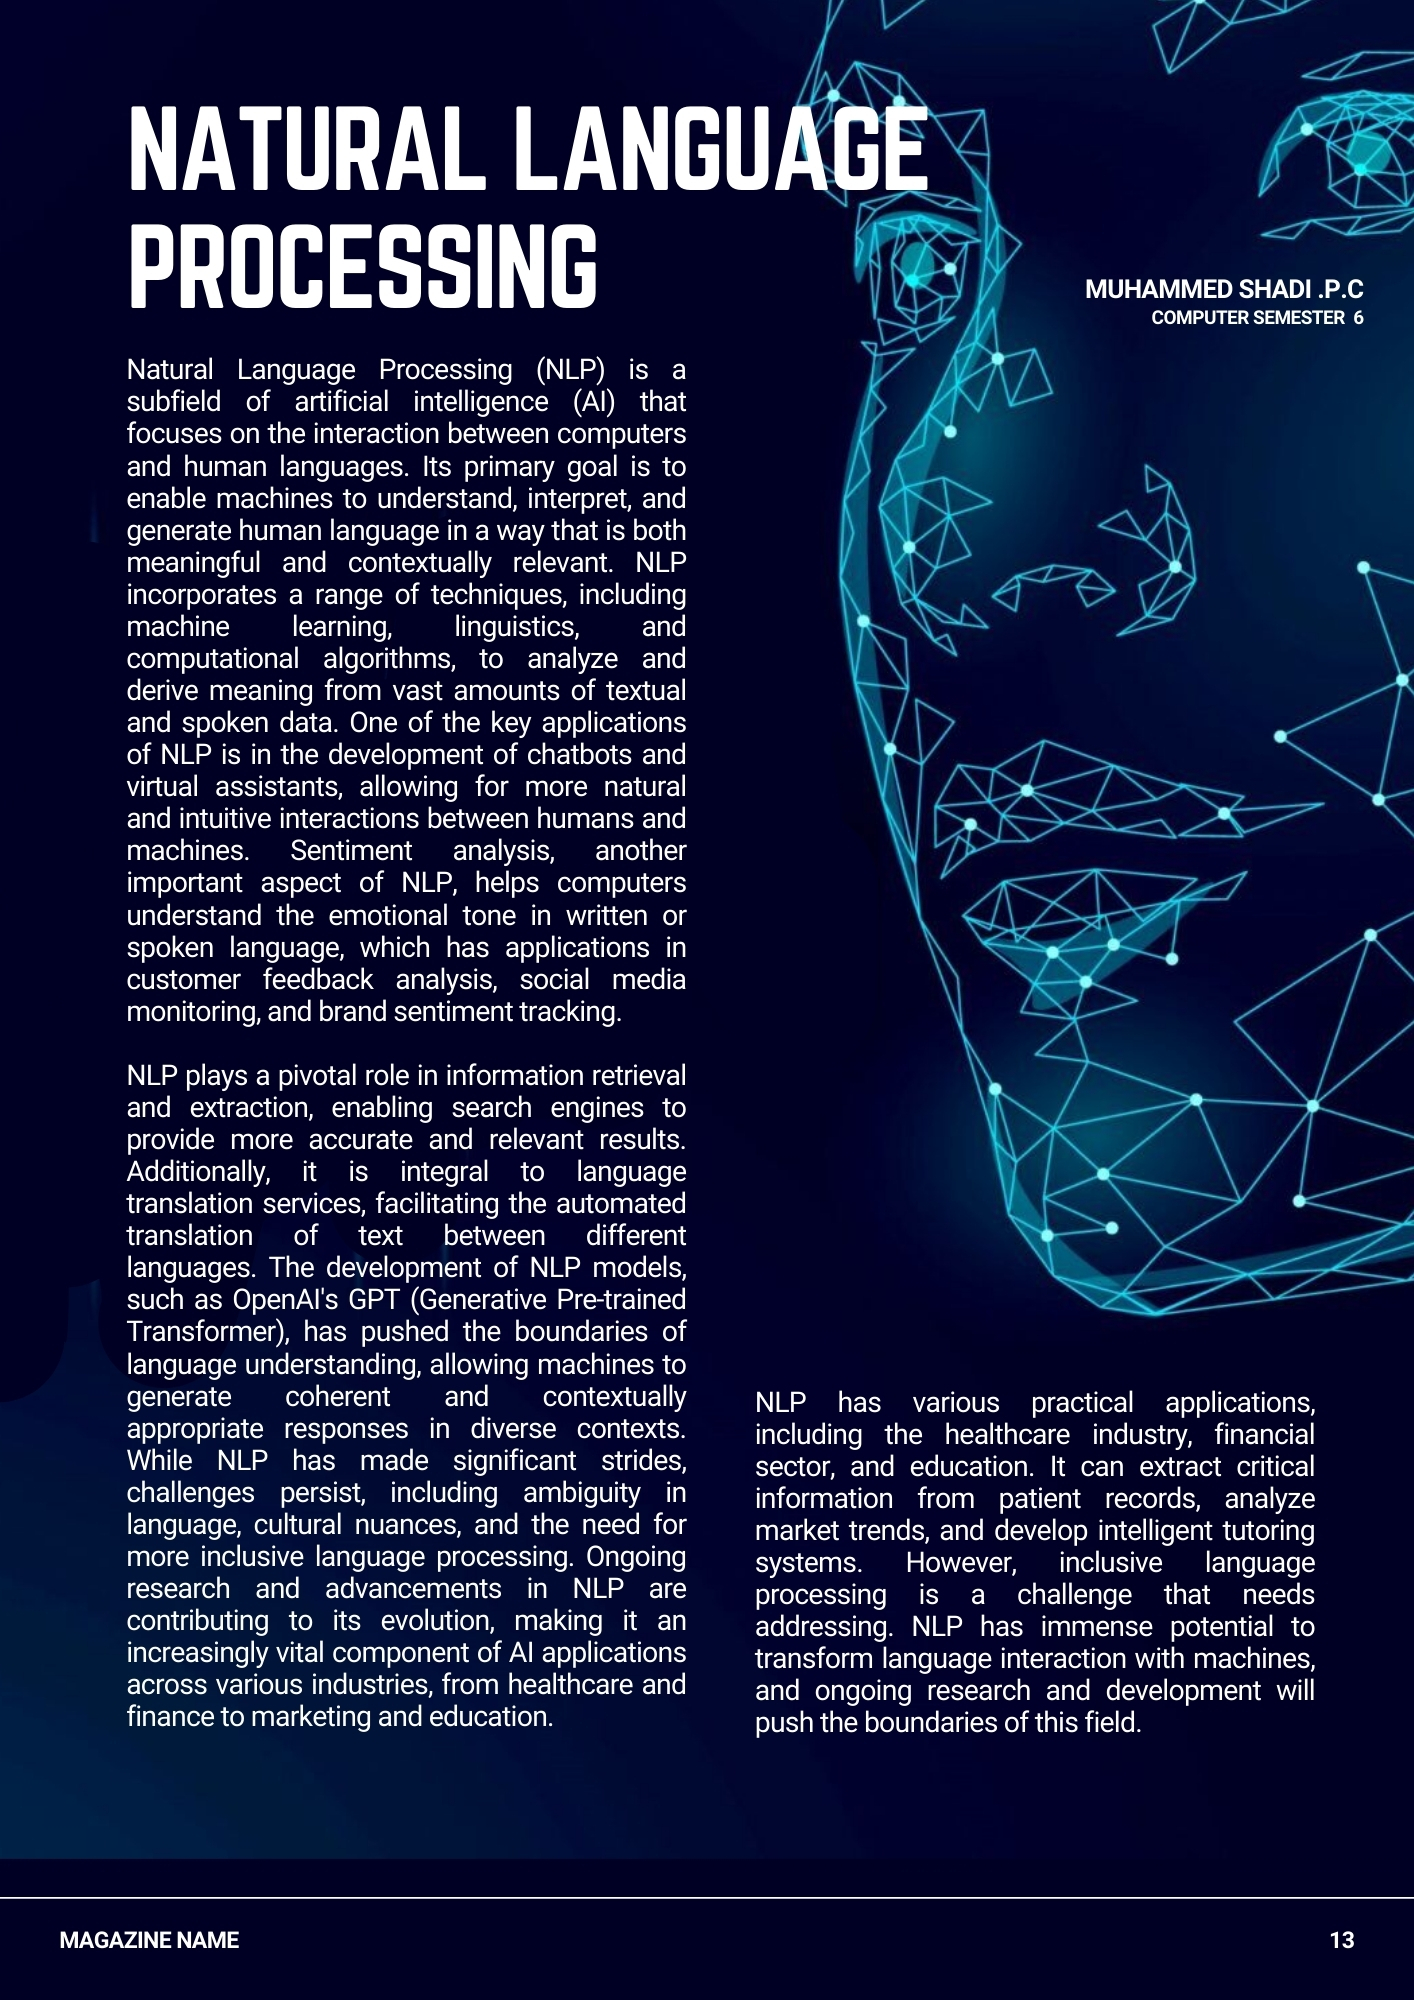 NATURAL LANGUAGE
PROCESSING
MUHAMMED SHADI .P.C
COMPUTER SEMESTER 6
Natural Language Processing (NLP) is a
subfield of artificial intelligence (AI) that
focuses on the interaction between computers
and human languages. Its primary goal is to
enable machines to understand, interpret, and
generate human language in a way that is both
meaningful and contextually relevant. NLP
incorporates a range of techniques, including
machine learning, linguistics, and
computational algorithms, to analyze and
derive meaning from vast amounts of textual
and spoken data. One of the key applications
of NLP is in the development of chatbots and
virtual assistants, allowing for more natural
and intuitive interactions between humans and
machines. Sentiment analysis, another
important aspect of NLP, helps computers
understand the emotional tone in written or
spoken language, which has applications in
customer feedback analysis, social media
monitoring, and brand sentiment tracking.
NLP plays a pivotal role in information retrieval
and extraction, enabling search engines to
provide more accurate and relevant results.
Additionally, it is integral to language
translation services, facilitating the automated
translation of text between different
languages. The development of NLP models,
such as OpenAI's GPT (Generative Pre-trained
Transformer), has pushed the boundaries of
language understanding, allowing machines to
generate coherent and contextually
appropriate responses in diverse contexts.
While NLP has made significant strides,
challenges persist, including ambiguity in
language, cultural nuances, and the need for
more inclusive language processing. Ongoing
research and advancements in NLP are
contributing to its evolution, making it an
increasingly vital component of AI applications
across various industries, from healthcare and
finance to marketing and education.
NLP has various practical applications,
including the healthcare industry, financial
sector, and education. It can extract critical
information from patient records, analyze
market trends, and develop intelligent tutoring
systems. However, inclusive language
processing is a challenge that needs
addressing. NLP has immense potential to
transform language interaction with machines,
and ongoing research and development will
push the boundaries of this field.
MAGAZINE NAME
13